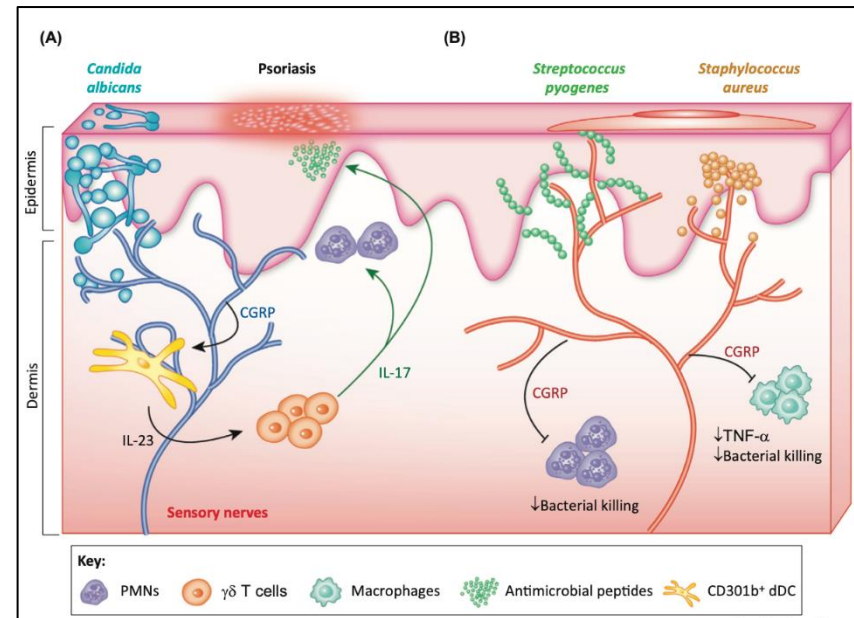 (A)
(B)
Candida
albicans
Psoriasis
Streptococcus
pyogenes
Staphylococcus
aureus
Epidermis
Dermis
CGRP
IL-23
IL-17
Sensory nerves
CGRP
↓Bacterial killing
CGRP
↓TNF-α
↓Bacterial killing
Key:
PMNs
γδ T cells
Macrophages
Antimicrobial peptides
CD301b⁺ dDC